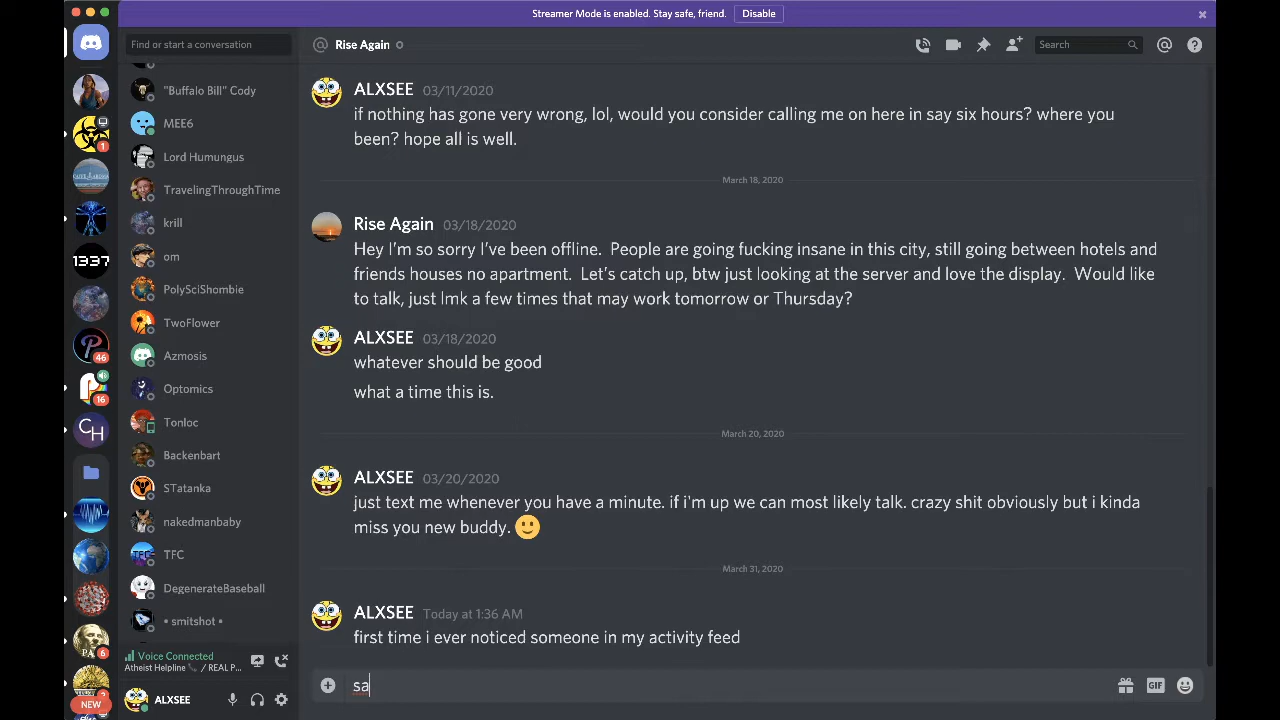 Streamer Mode is enabled. Stay safe, friend.
Disable
Find or start a conversation
Rise Again
Search
"Buffalo Bill" Cody
MEE6
Lord Humungus
TravelingThroughTime
krill
om
PolySciShombie
TwoFlower
Azmosis
Optomics
Tonloc
Backenbart
STatanka
nakedmanbaby
TFC
DegenerateBaseball
• smitshot •
Voice Connected
Atheist Helpline 📞 / REAL P...
ALXSEE
1
1337
46
16
CH
6
NEW
ALXSEE 03/11/2020
if nothing has gone very wrong, lol, would you consider calling me on here in say six hours? where you
been? hope all is well.
March 18, 2020
Rise Again 03/18/2020
Hey I'm so sorry I've been offline. People are going fucking insane in this city, still going between hotels and
friends houses no apartment. Let's catch up, btw just looking at the server and love the display. Would like
to talk, just lmk a few times that may work tomorrow or Thursday?
ALXSEE 03/18/2020
whatever should be good
what a time this is.
March 20, 2020
ALXSEE 03/20/2020
just text me whenever you have a minute. if i'm up we can most likely talk. crazy shit obviously but i kinda
miss you new buddy. 🙂
March 31, 2020
ALXSEE Today at 1:36 AM
first time i ever noticed someone in my activity feed
sa
GIF